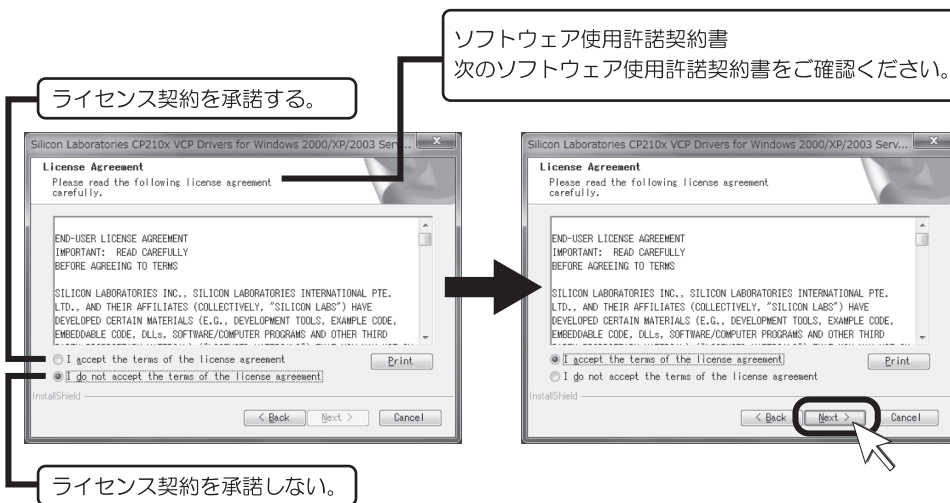 ソフトウェア使用許諾契約書
次のソフトウェア使用許諾契約書をご確認ください。
ライセンス契約を承諾する。
Silicon Laboratories CP210x VCP Drivers for Windows 2000/XP/2003 Serv...
License Agreement
Please read the following license agreement
carefully.
END-USER LICENSE AGREEMENT
IMPORTANT: READ CAREFULLY
BEFORE AGREEING TO TERMS
SILICON LABORATORIES INC., SILICON LABORATORIES INTERNATIONAL PTE.
LTD., AND THEIR AFFILIATES (COLLECTIVELY, "SILICON LABS") HAVE
DEVELOPED CERTAIN MATERIALS (E.G., DEVELOPMENT TOOLS, EXAMPLE CODE,
EMBEDDABLE CODE, DLLs, SOFTWARE/COMPUTER PROGRAMS AND OTHER THIRD
I accept the terms of the license agreement
Print
I do not accept the terms of the license agreement
InstallShield
< Back
Next >
Cancel
Silicon Laboratories CP210x VCP Drivers for Windows 2000/XP/2003 Serv...
License Agreement
Please read the following license agreement
carefully.
END-USER LICENSE AGREEMENT
IMPORTANT: READ CAREFULLY
BEFORE AGREEING TO TERMS
SILICON LABORATORIES INC., SILICON LABORATORIES INTERNATIONAL PTE.
LTD., AND THEIR AFFILIATES (COLLECTIVELY, "SILICON LABS") HAVE
DEVELOPED CERTAIN MATERIALS (E.G., DEVELOPMENT TOOLS, EXAMPLE CODE,
EMBEDDABLE CODE, DLLs, SOFTWARE/COMPUTER PROGRAMS AND OTHER THIRD
I accept the terms of the license agreement
Print
I do not accept the terms of the license agreement
InstallShield
< Back
Next >
Cancel
ライセンス契約を承諾しない。